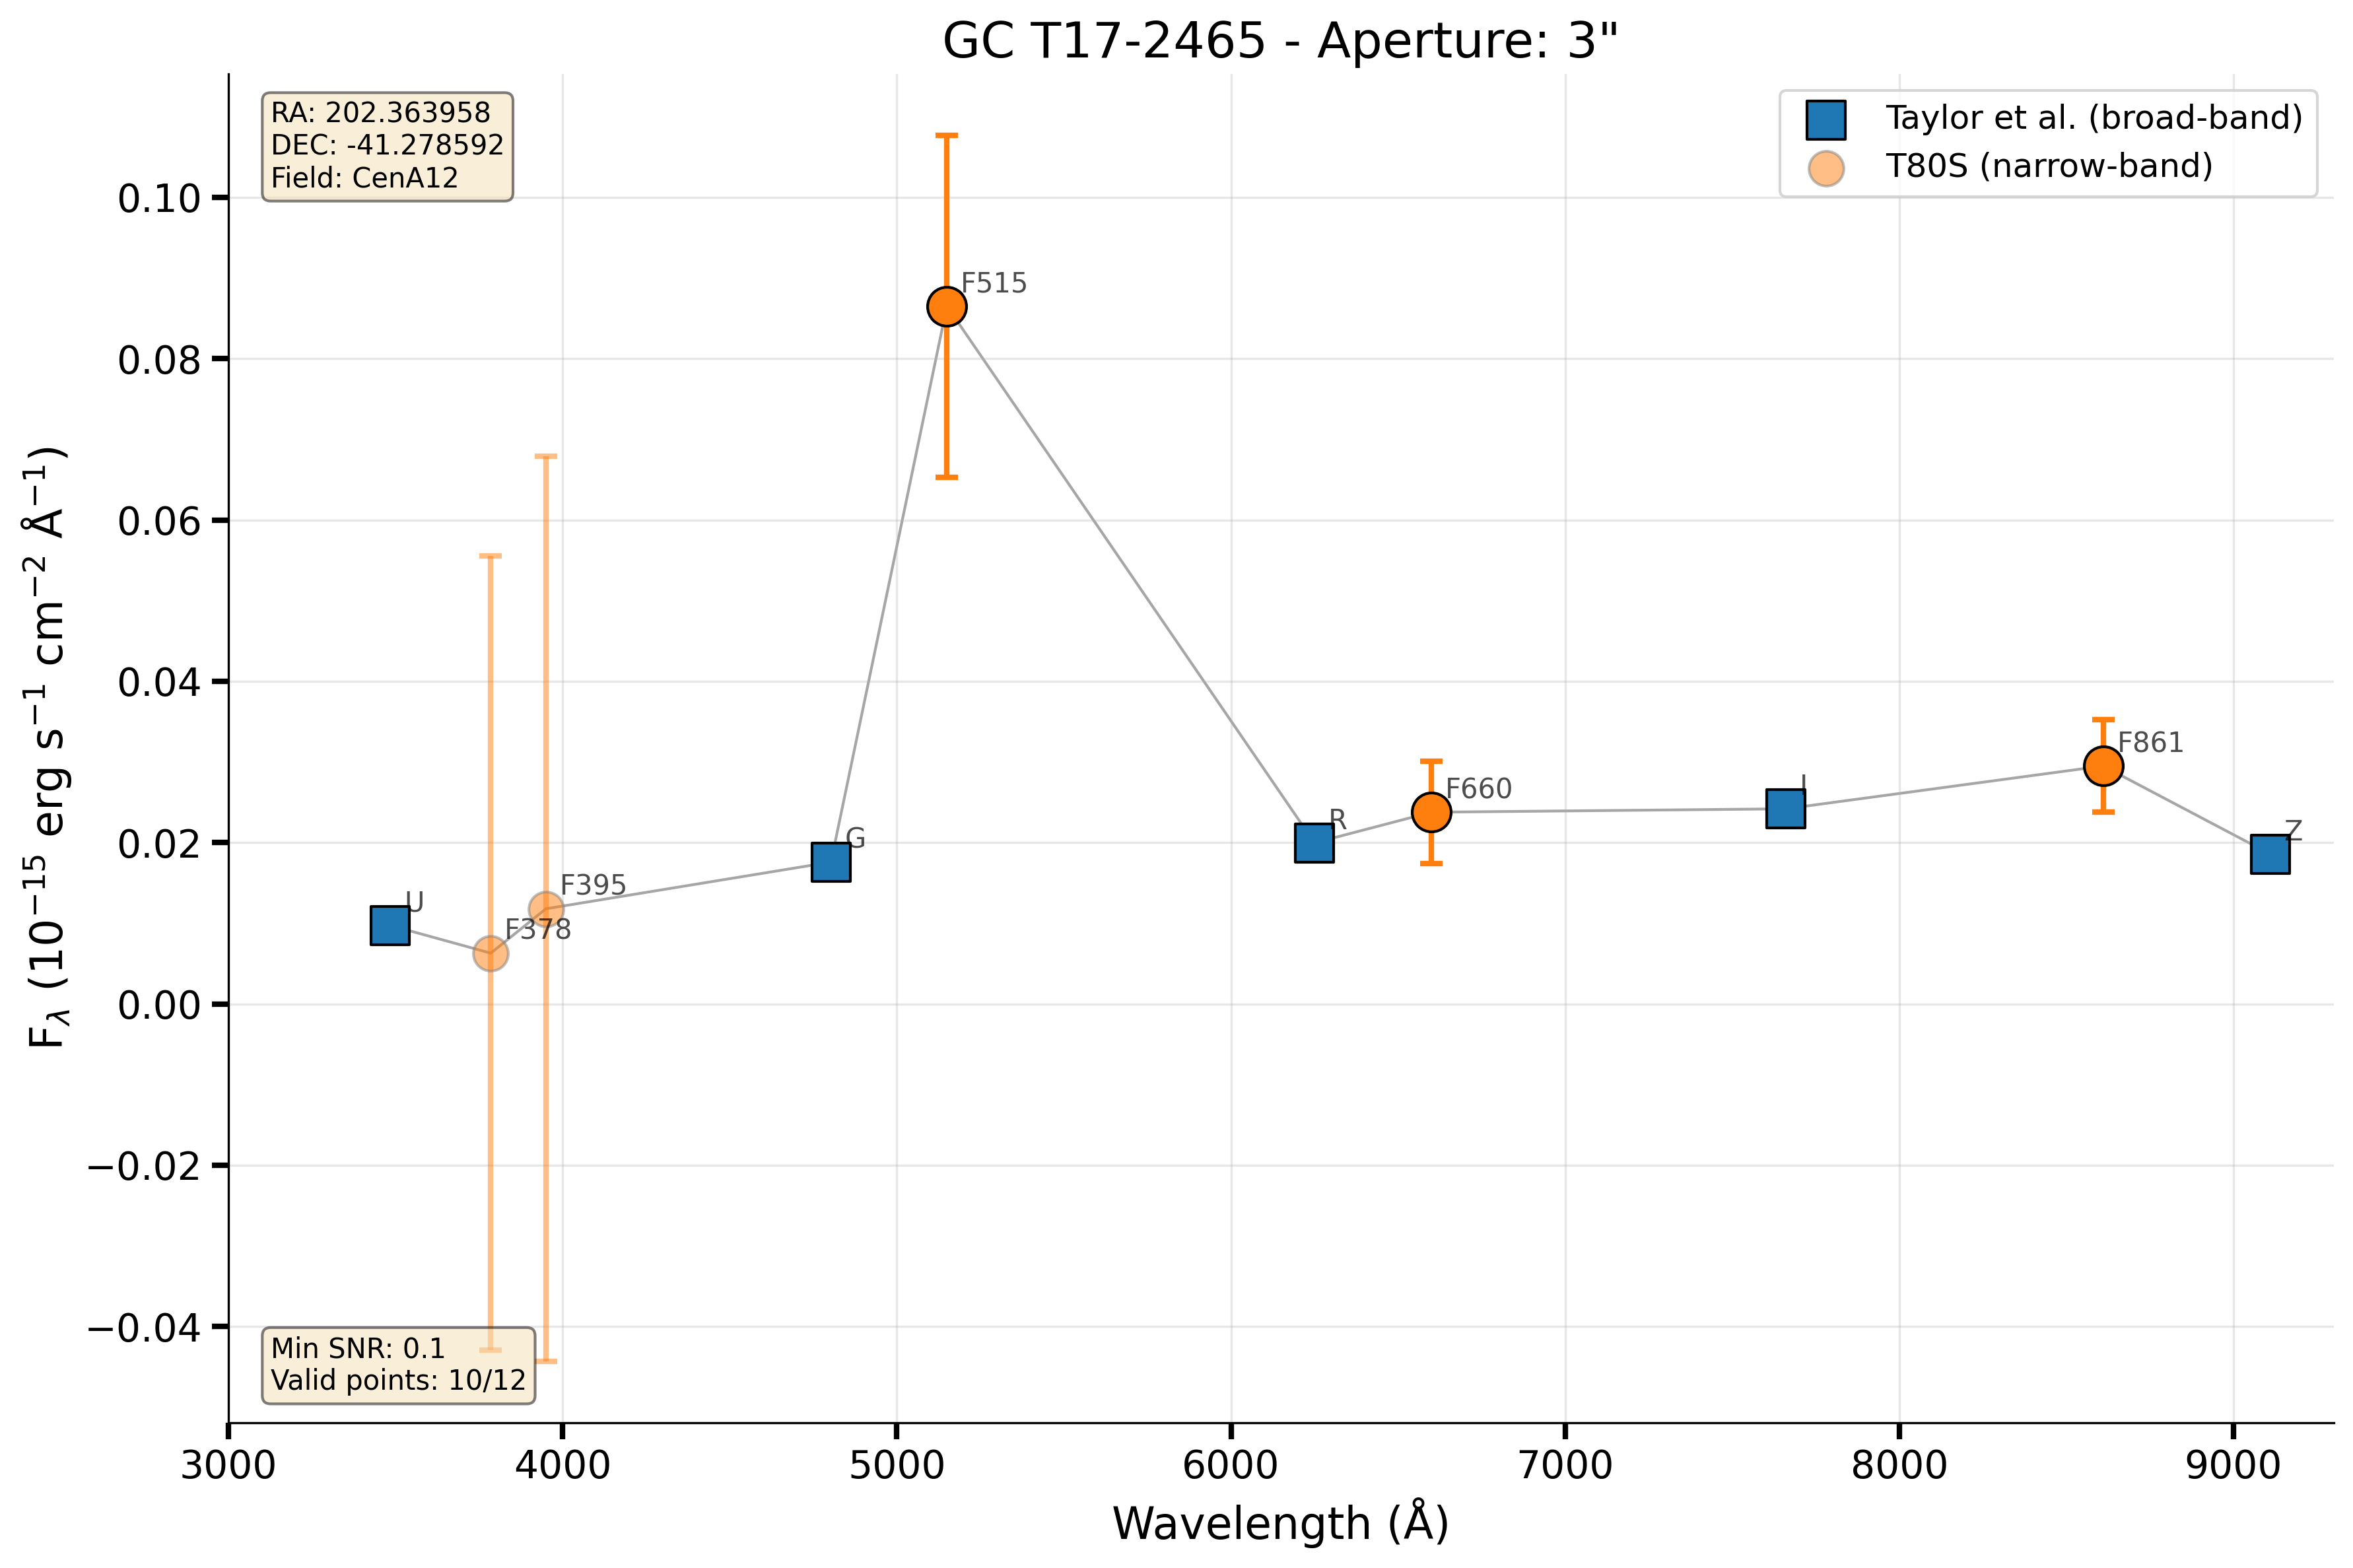 GC T17-2465 - Aperture: 3"
RA: 202.363958
DEC: -41.278592
Field: CenA12
Taylor et al. (broad-band)
T80S (narrow-band)
F_λ (10⁻¹⁵ erg s⁻¹ cm⁻² Å⁻¹)
0.10
0.08
0.06
0.04
0.02
0.00
−0.02
−0.04
U
F378
F395
G
F515
R
F660
I
F861
Z
Min SNR: 0.1
Valid points: 10/12
3000 4000 5000 6000 7000 8000 9000
Wavelength (Å)